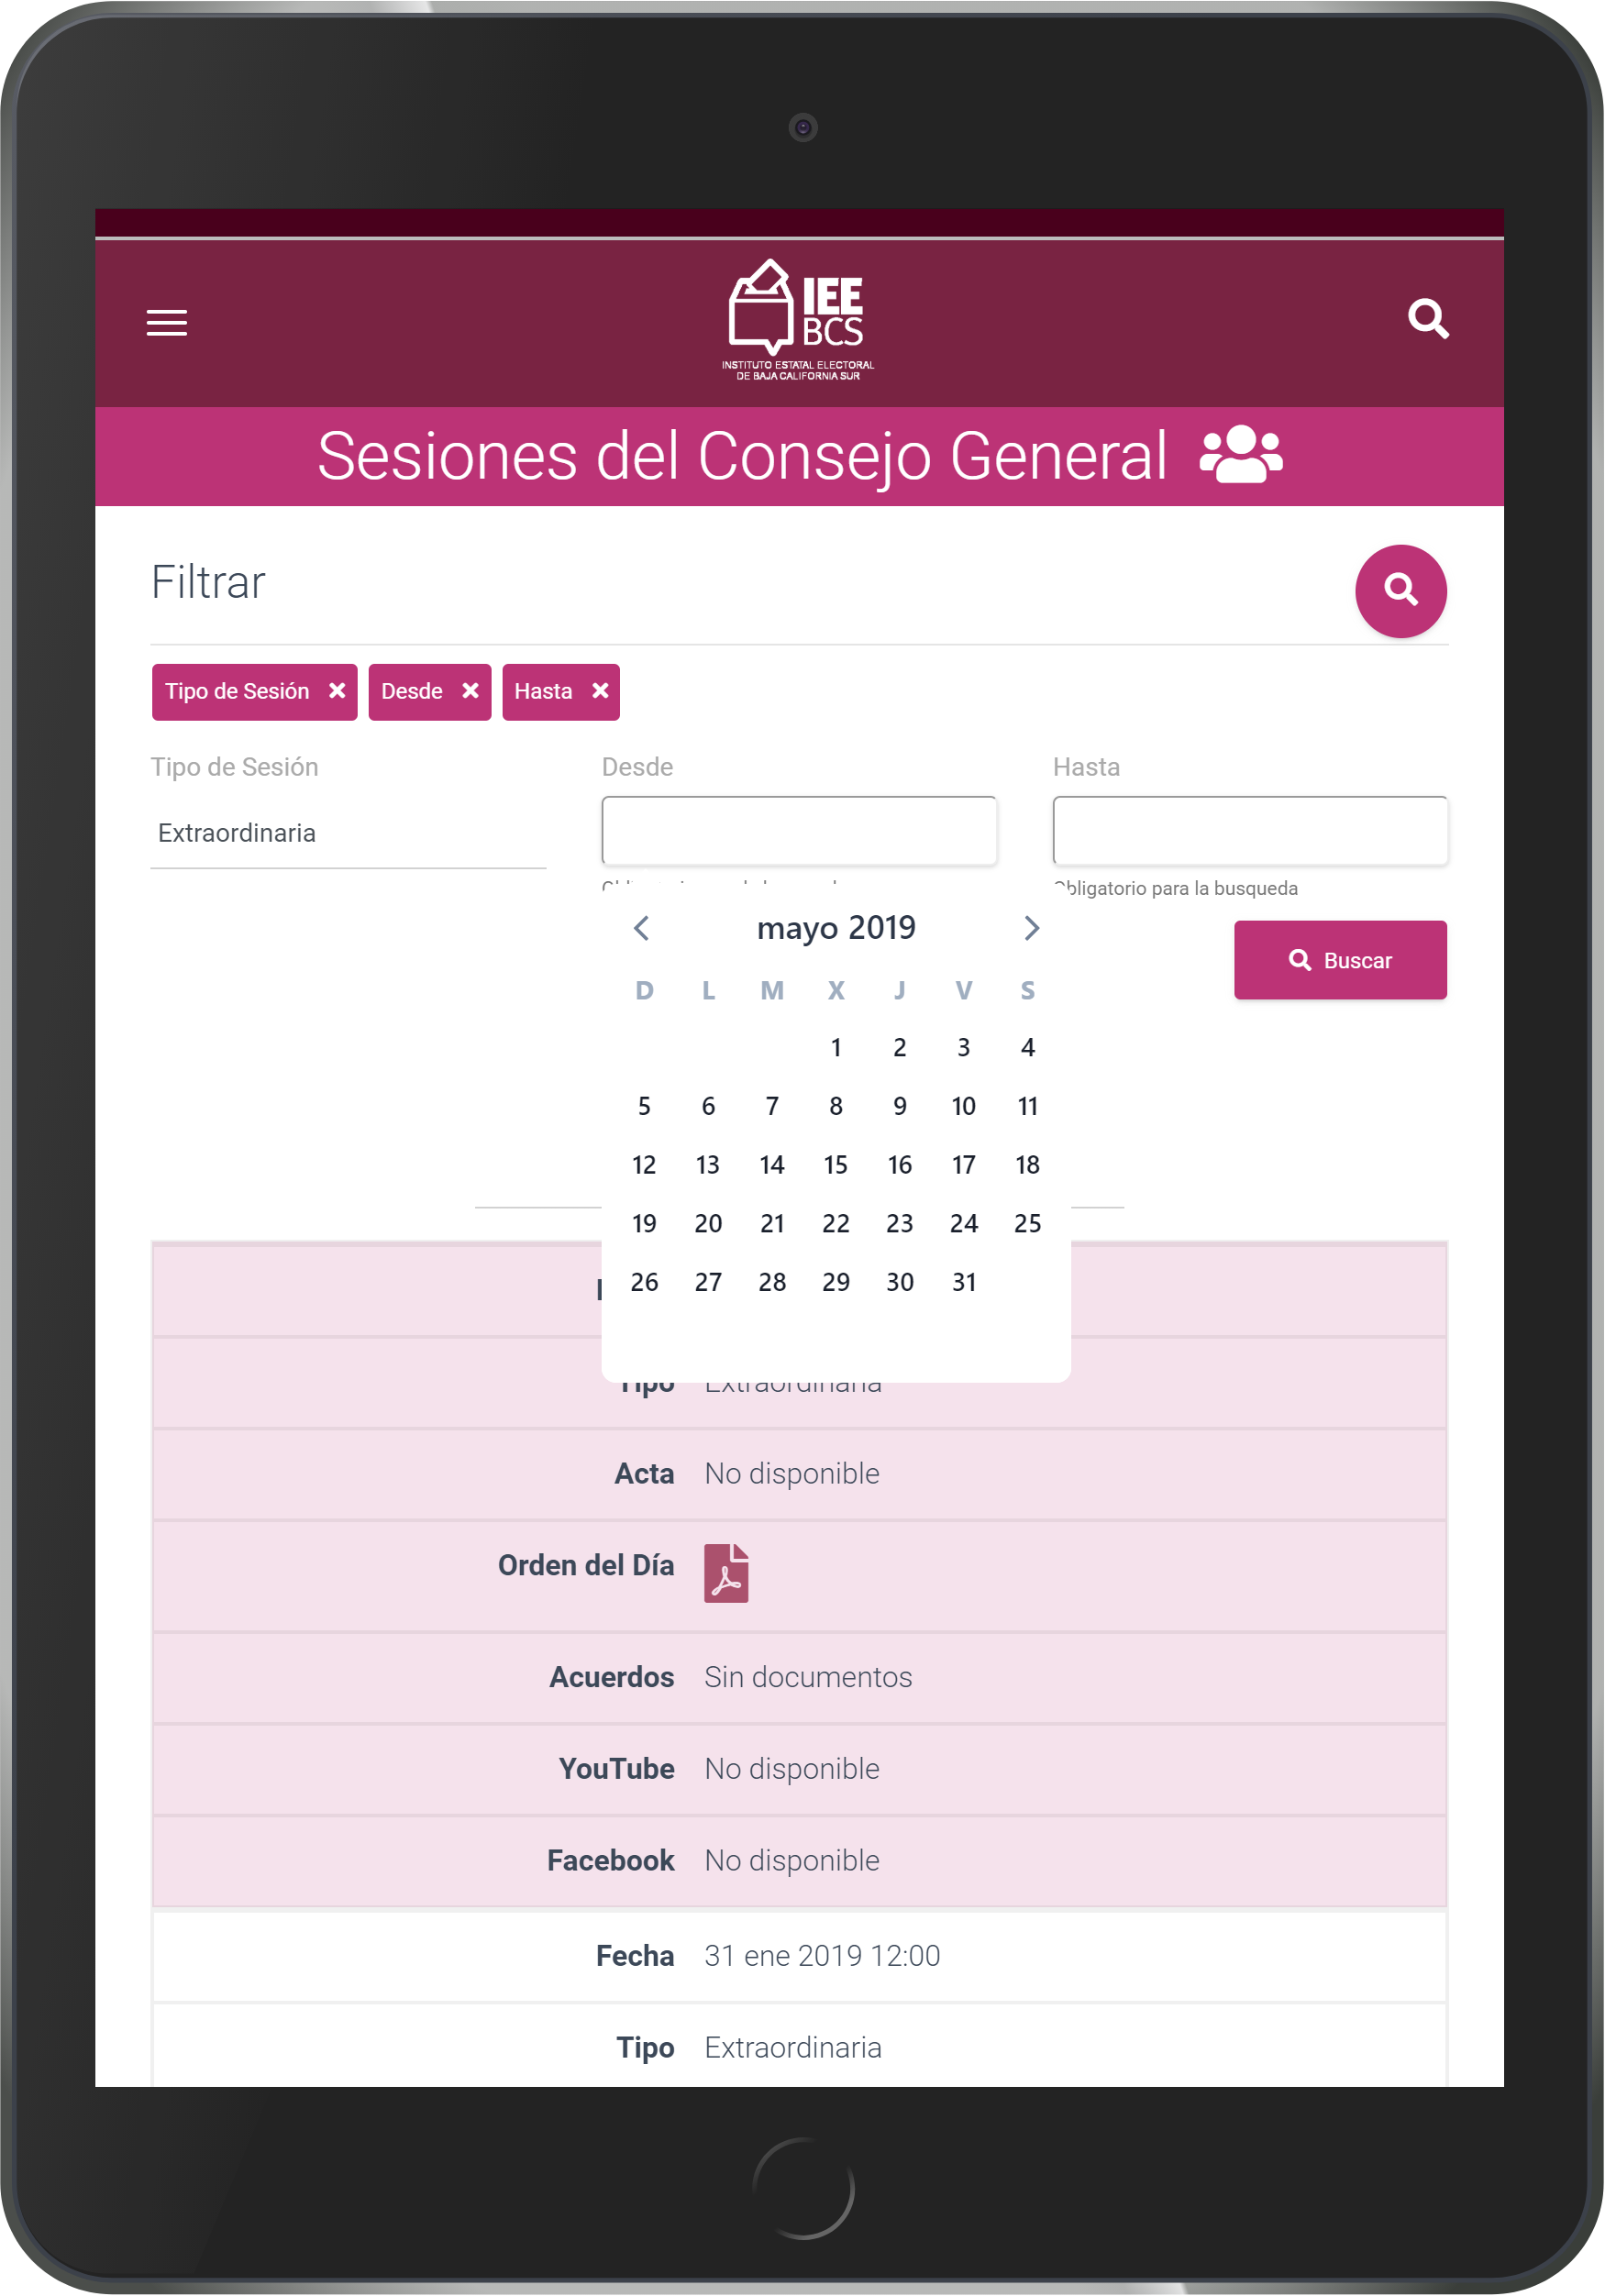 IEE
BCS
INSTITUTO ESTATAL ELECTORAL
DE BAJA CALIFORNIA SUR
Sesiones del Consejo General
Filtrar
Tipo de Sesión
Desde
Hasta
Tipo de Sesión
Desde
Hasta
Extraordinaria
Obligatorio para la busqueda
mayo 2019
Buscar
D L M X J V S
1 2 3 4
5 6 7 8 9 10 11
12 13 14 15 16 17 18
19 20 21 22 23 24 25
26 27 28 29 30 31
Tipo Extraordinaria
Acta No disponible
Orden del Día
Acuerdos Sin documentos
YouTube No disponible
Facebook No disponible
Fecha 31 ene 2019 12:00
Tipo Extraordinaria